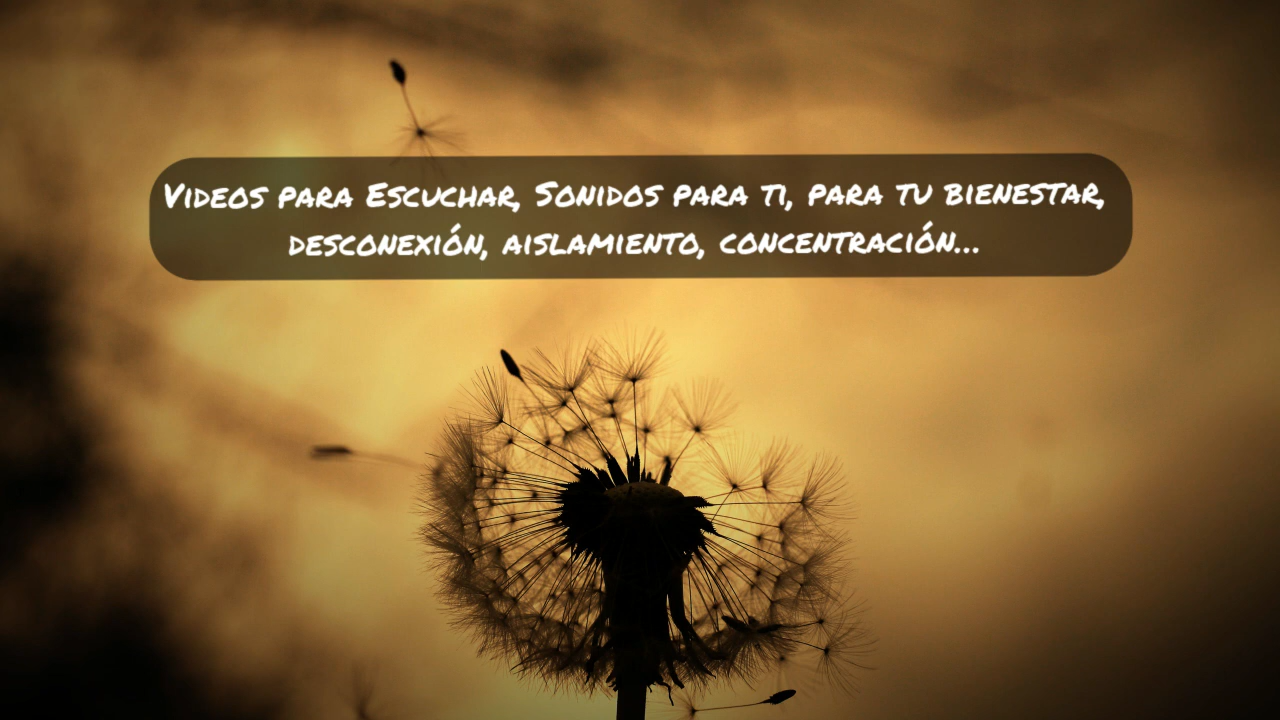 Videos para Escuchar, Sonidos para ti, para tu bienestar,
desconexión, aislamiento, concentración...